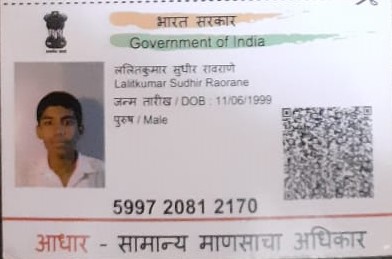 भारत सरकार
Government of India
ललितकुमार सुधीर रावराणे
Lalitkumar Sudhir Raorane
जन्म तारीख / DOB : 11/06/1999
पुरुष / Male
5997 2081 2170
आधार - सामान्य माणसाचा अधिकार